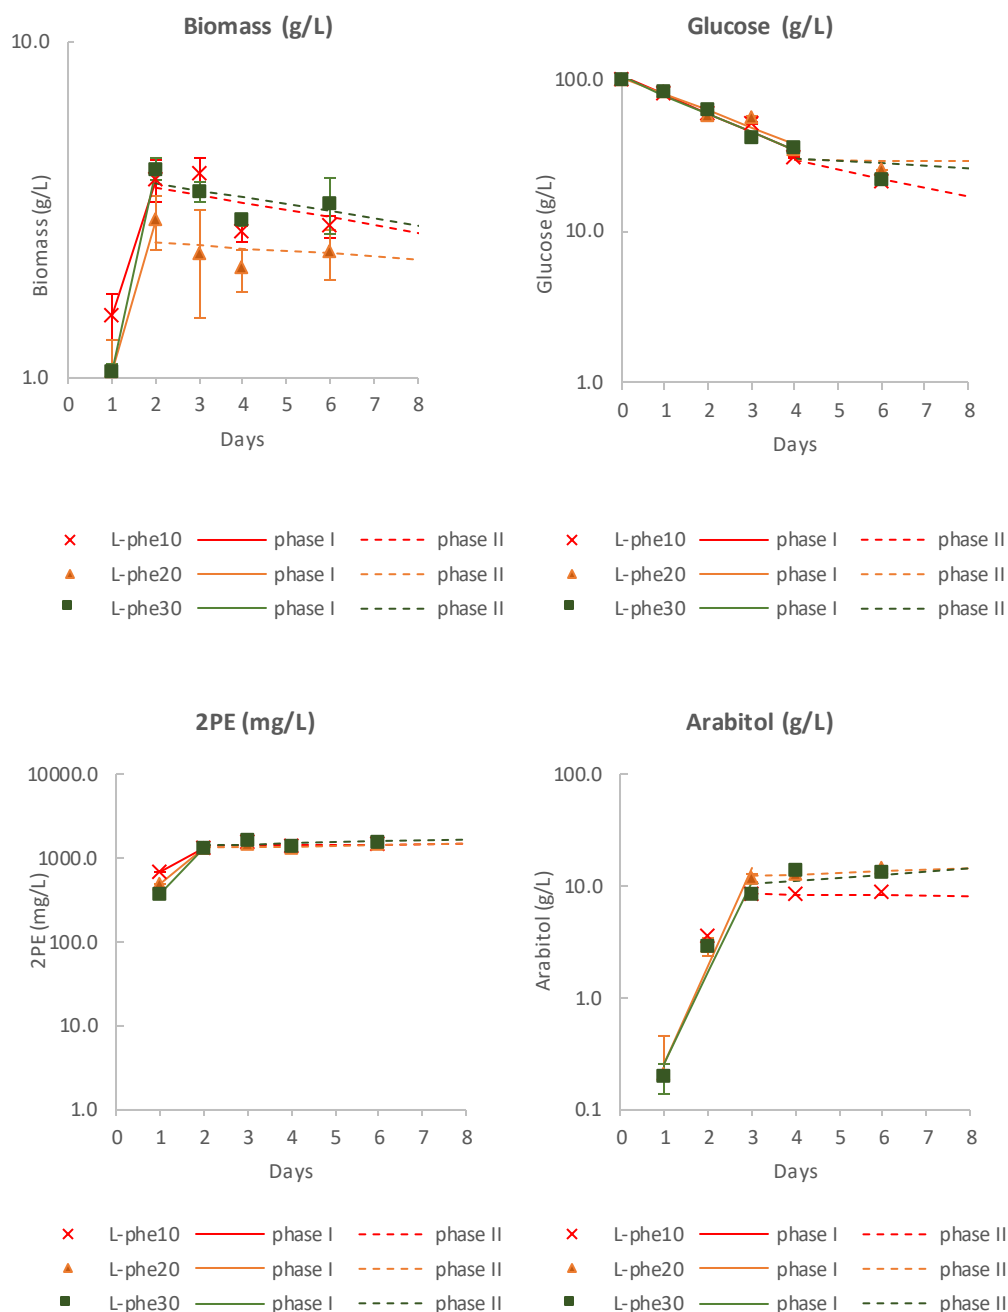 Biomass (g/L)
10.0
1.0
Biomass (g/L)
0 1 2 3 4 5 6 7 8
Days
L-phe10 phase I phase II
L-phe20 phase I phase II
L-phe30 phase I phase II
Glucose (g/L)
100.0
10.0
1.0
Glucose (g/L)
0 1 2 3 4 5 6 7 8
Days
L-phe10 phase I phase II
L-phe20 phase I phase II
L-phe30 phase I phase II
2PE (mg/L)
10000.0
1000.0
100.0
10.0
1.0
2PE (mg/L)
0 1 2 3 4 5 6 7 8
Days
L-phe10 phase I phase II
L-phe20 phase I phase II
L-phe30 phase I phase II
Arabitol (g/L)
100.0
10.0
1.0
0.1
Arabitol (g/L)
0 1 2 3 4 5 6 7 8
Days
L-phe10 phase I phase II
L-phe20 phase I phase II
L-phe30 phase I phase II